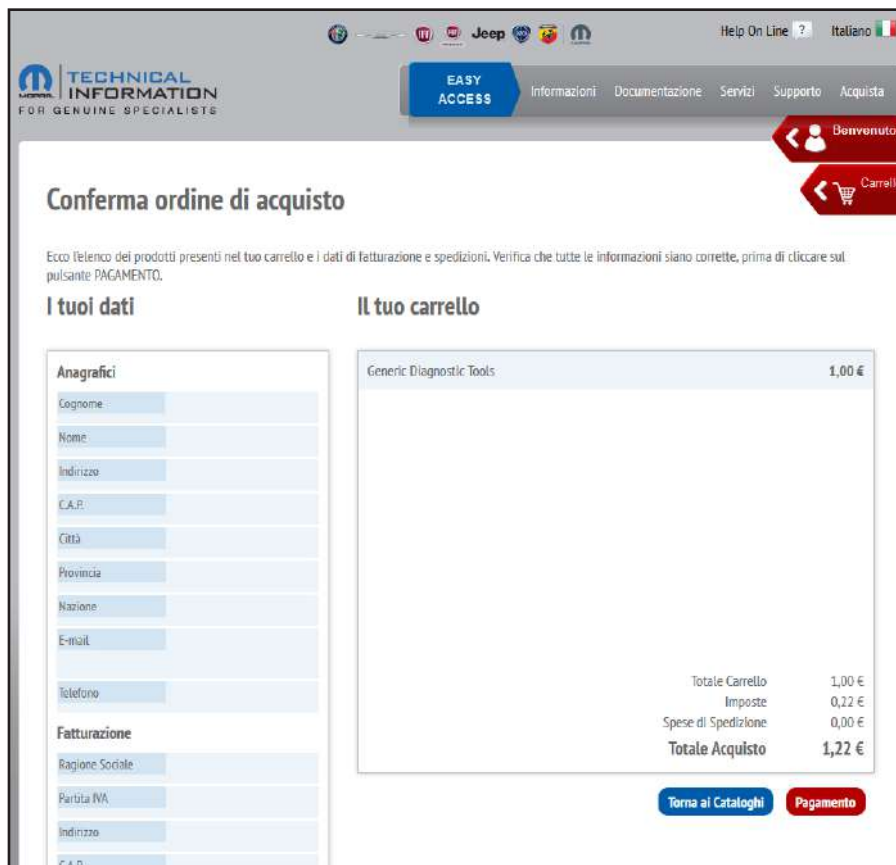 Jeep
Help On Line ?
Italiano
TECHNICAL
INFORMATION
FOR GENUINE SPECIALISTS
EASY
ACCESS
Informazioni
Documentazione
Servizi
Supporto
Acquista
Benvenuto
Carrell
Conferma ordine di acquisto
Ecco l'elenco dei prodotti presenti nel tuo carrello e i dati di fatturazione e spedizioni. Verifica che tutte le informazioni siano corrette, prima di cliccare sul
pulsante PAGAMENTO.
I tuoi dati
Il tuo carrello
Anagrafici
Cognome
Nome
Indirizzo
C.A.P.
Città
Provincia
Nazione
E-mail
Telefono
Fatturazione
Ragione Sociale
Partita IVA
Indirizzo
C.A.P.
Generic Diagnostic Tools 1,00 €
Totale Carrello 1,00 €
Imposte 0,22 €
Spese di Spedizione 0,00 €
Totale Acquisto 1,22 €
Torna ai Cataloghi
Pagamento